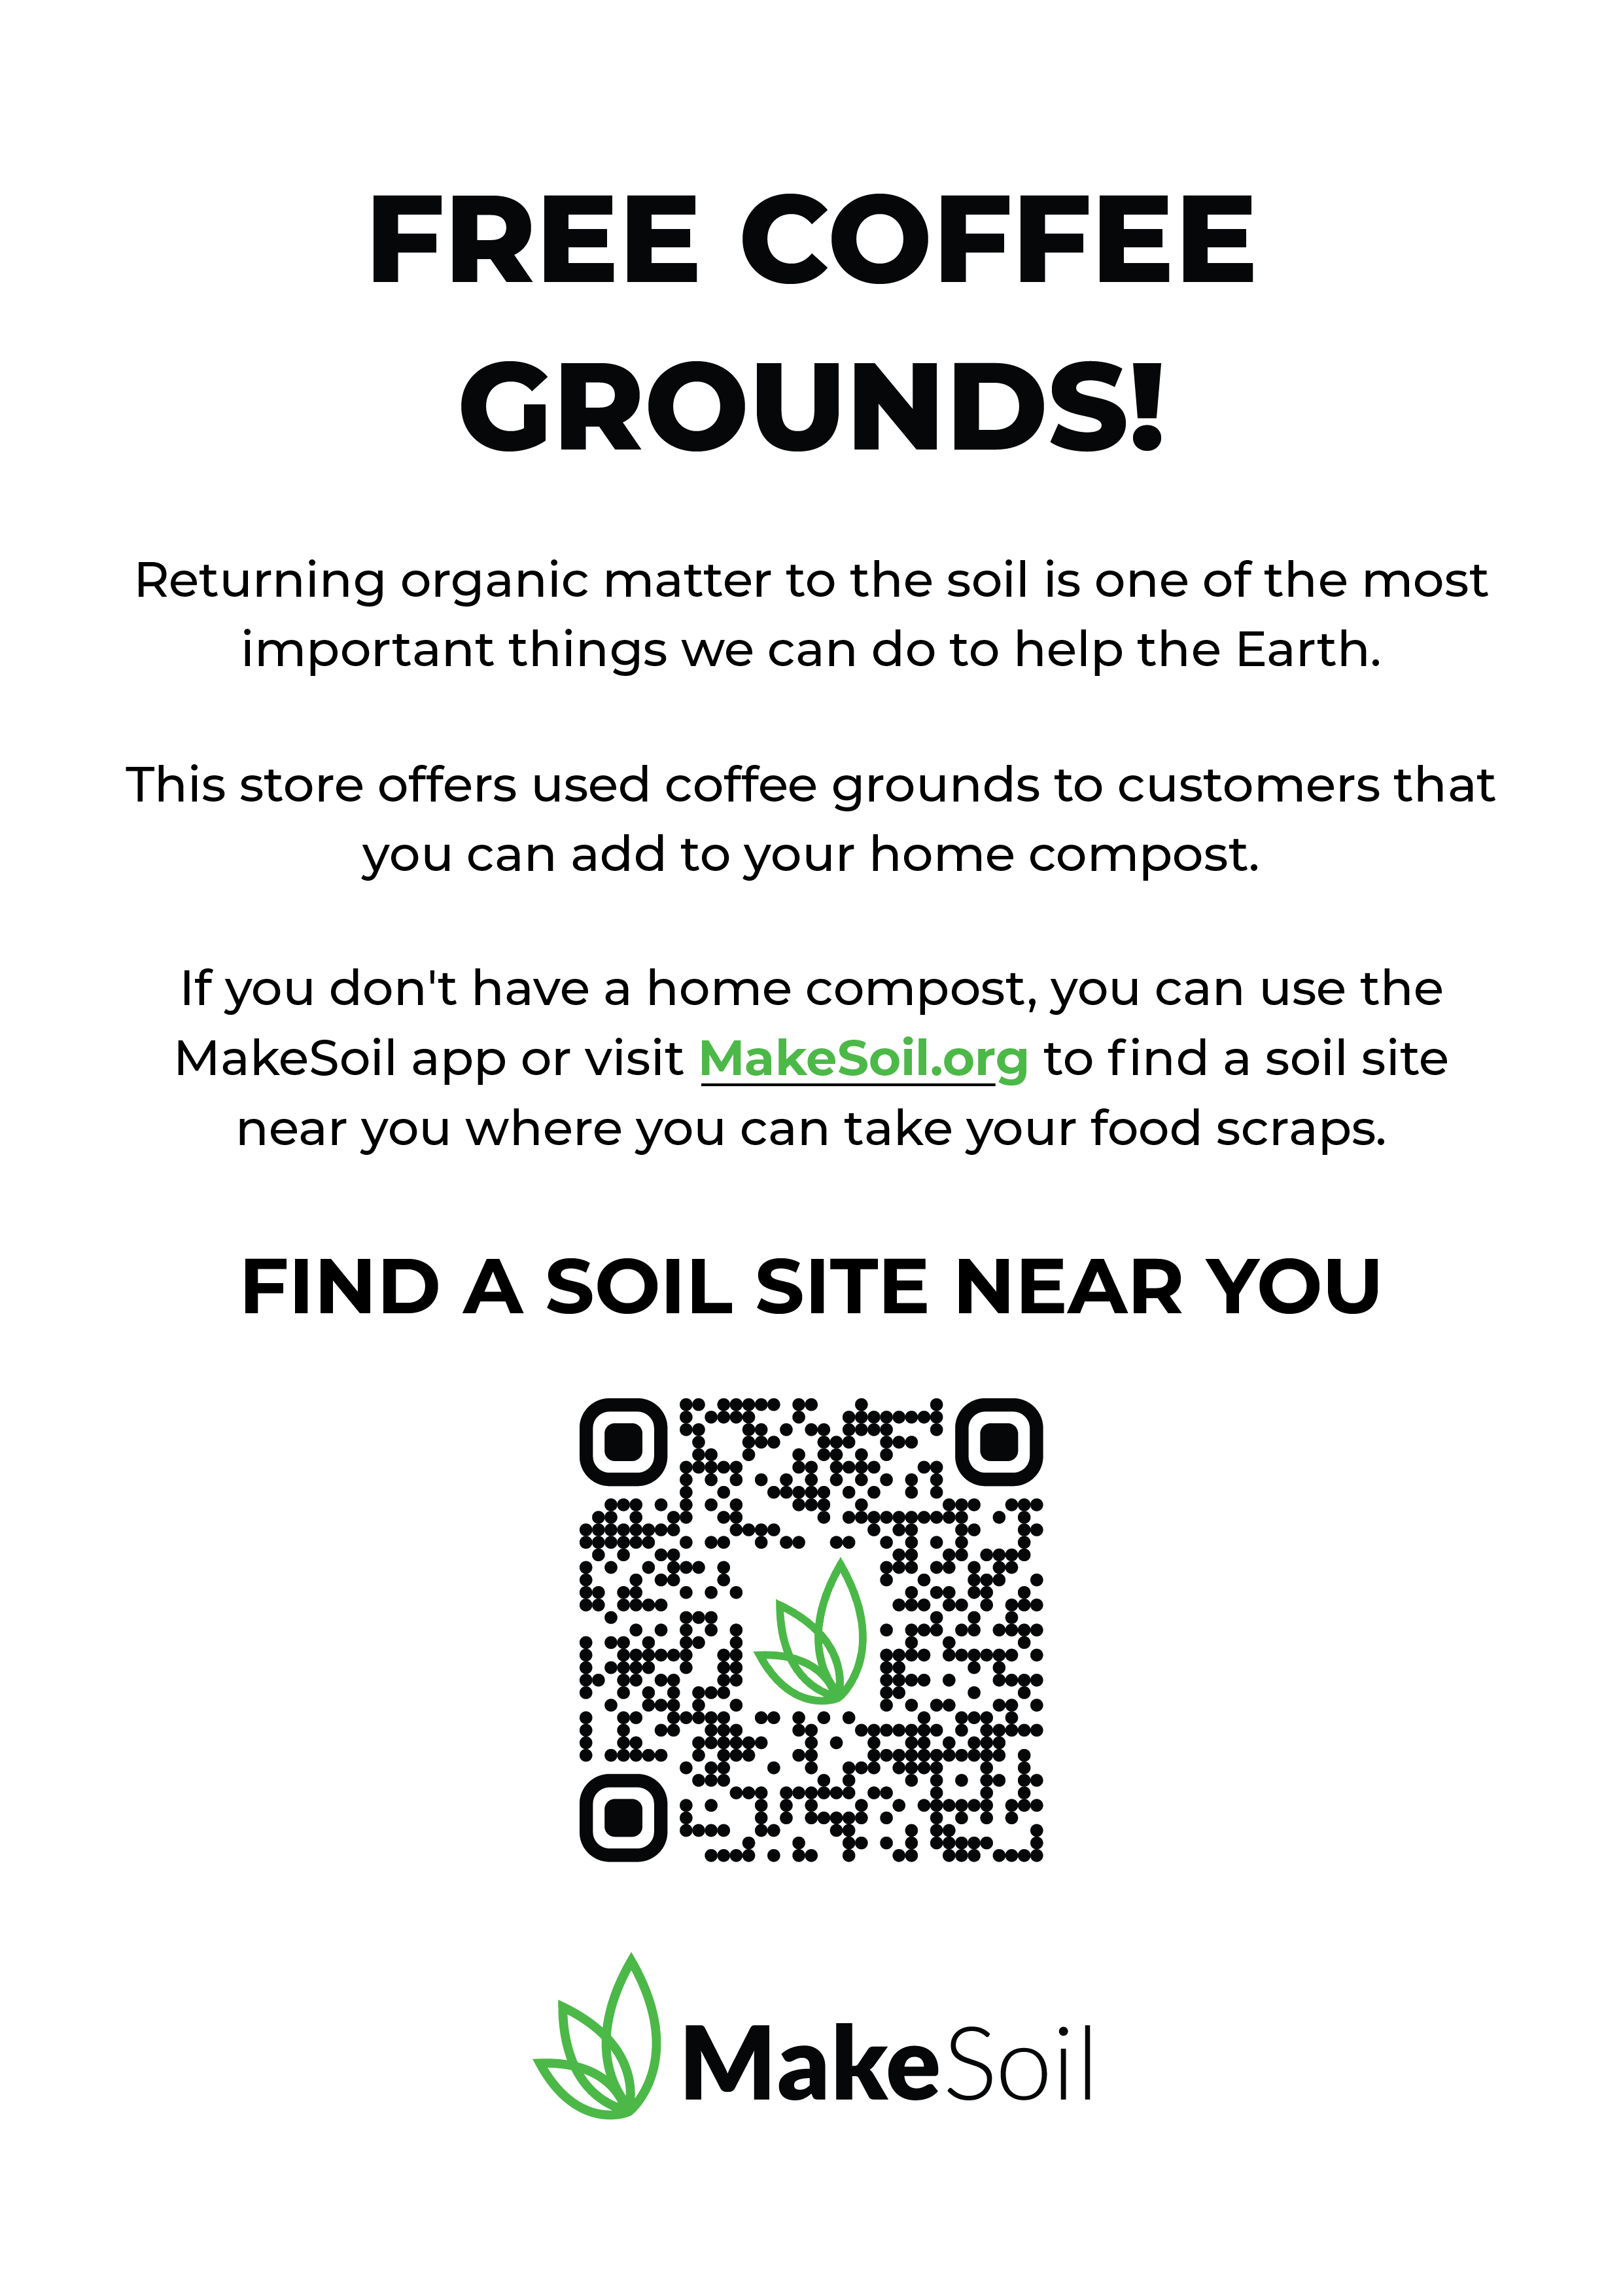 FREE COFFEE
GROUNDS!
Returning organic matter to the soil is one of the most
important things we can do to help the Earth.
This store offers used coffee grounds to customers that
you can add to your home compost.
If you don't have a home compost, you can use the
MakeSoil app or visit MakeSoil.org to find a soil site
near you where you can take your food scraps.
FIND A SOIL SITE NEAR YOU
MakeSoil